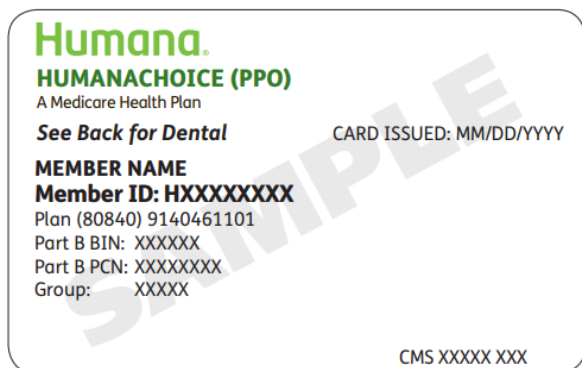 Humana®
HUMANACHOICE (PPO)
A Medicare Health Plan
See Back for Dental
CARD ISSUED: MM/DD/YYYY
MEMBER NAME
Member ID: HXXXXXXXX
Plan (80840) 9140461101
Part B BIN: XXXXXX
Part B PCN: XXXXXXXX
Group: XXXXX
CMS XXXXX XXX
SAMPLE